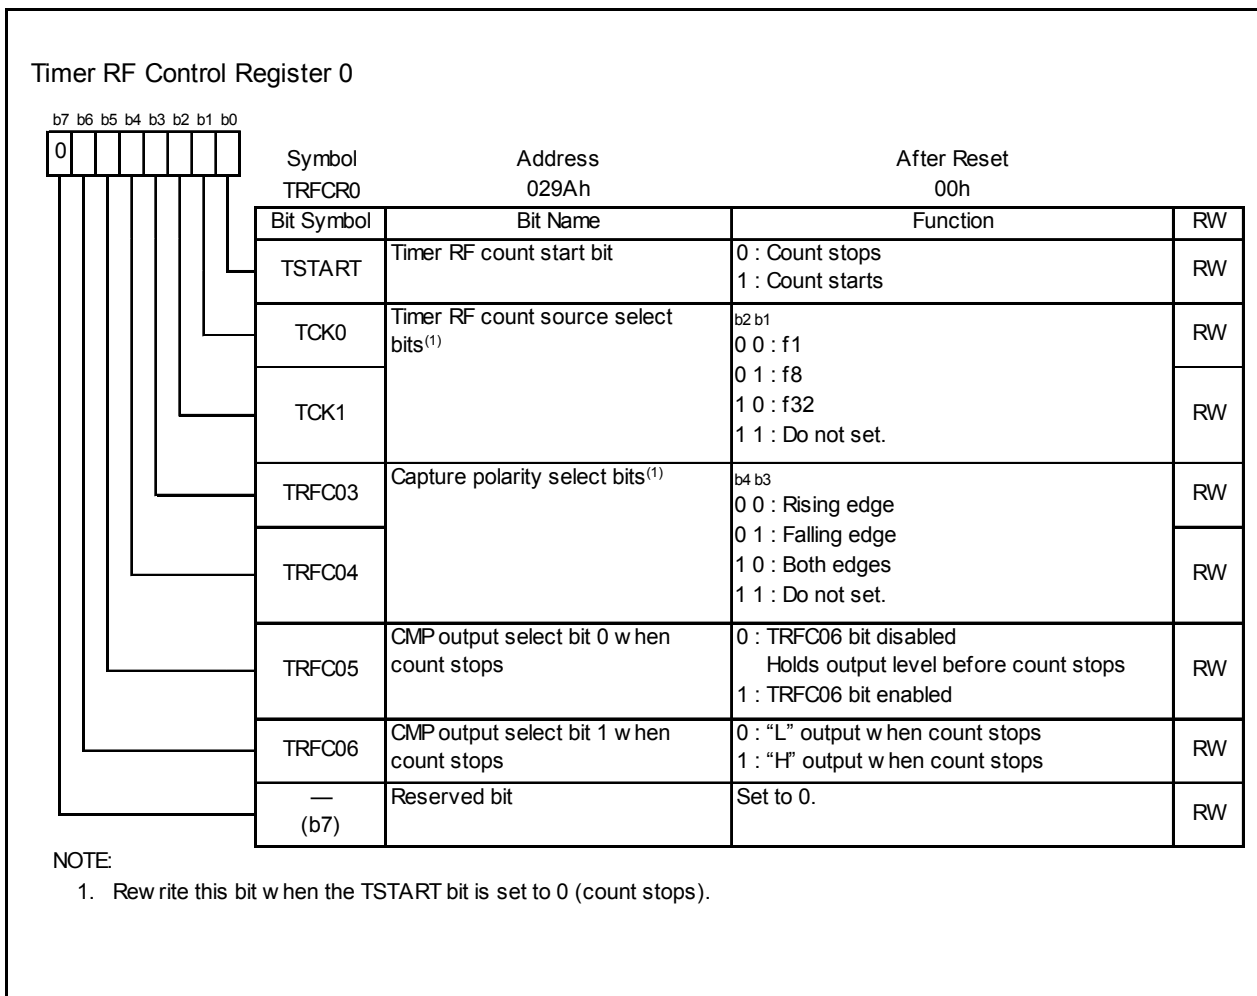 Timer RF Control Register 0
b7 b6 b5 b4 b3 b2 b1 b0
0
Symbol Address After Reset
TRFCR0 029Ah 00h
Bit Symbol Bit Name Function RW
TSTART Timer RF count start bit 0 : Count stops
1 : Count starts RW
TCK0 Timer RF count source select
bits(1) b2 b1
0 0 : f1 RW
0 1 : f8
TCK1 1 0 : f32 RW
1 1 : Do not set.
TRFC03 Capture polarity select bits(1) b4 b3
0 0 : Rising edge RW
0 1 : Falling edge
TRFC04 1 0 : Both edges RW
1 1 : Do not set.
TRFC05 CMP output select bit 0 when
count stops 0 : TRFC06 bit disabled
Holds output level before count stops RW
1 : TRFC06 bit enabled
TRFC06 CMP output select bit 1 when
count stops 0 : “L” output when count stops
1 : “H” output when count stops RW
—
(b7) Reserved bit Set to 0. RW
NOTE:
1. Rewrite this bit when the TSTART bit is set to 0 (count stops).